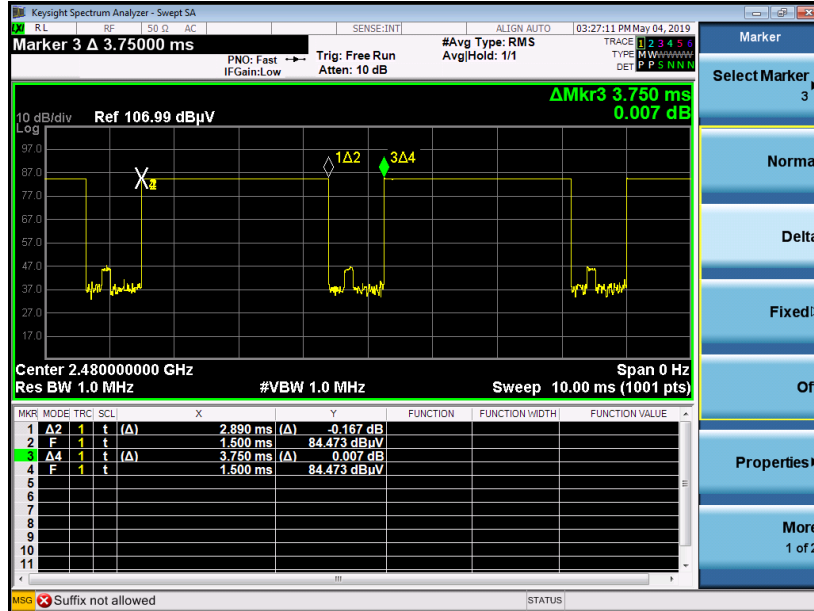 Keysight Spectrum Analyzer - Swept SA
LXI RL RF 50 Ω AC SENSE:INT ALIGN AUTO 03:27:11 PM May 04, 2019
Marker 3 Δ 3.75000 ms
PNO: Fast
IFGain:Low
Trig: Free Run
Atten: 10 dB
#Avg Type: RMS
Avg|Hold: 1/1
TRACE 1 2 3 4 5 6
TYPE MWWWWW
DET P P S N N N
ΔMkr3 3.750 ms
0.007 dB
10 dB/div Ref 106.99 dBµV
Log
97.0
87.0
77.0
67.0
57.0
47.0
37.0
27.0
17.0
1Δ2
3Δ4
Center 2.480000000 GHz Span 0 Hz
Res BW 1.0 MHz #VBW 1.0 MHz Sweep 10.00 ms (1001 pts)
MKR MODE TRC SCL X Y FUNCTION FUNCTION WIDTH FUNCTION VALUE
1 Δ2 1 t (Δ) 2.890 ms (Δ) -0.167 dB
2 F 1 t 1.500 ms 84.473 dBµV
3 Δ4 1 t (Δ) 3.750 ms (Δ) 0.007 dB
4 F 1 t 1.500 ms 84.473 dBµV
5
6
7
8
9
10
11
MSG Suffix not allowed STATUS
Marker
Select Marker
3
Norma
Delta
Fixed
Of
Properties
More
1 of 2